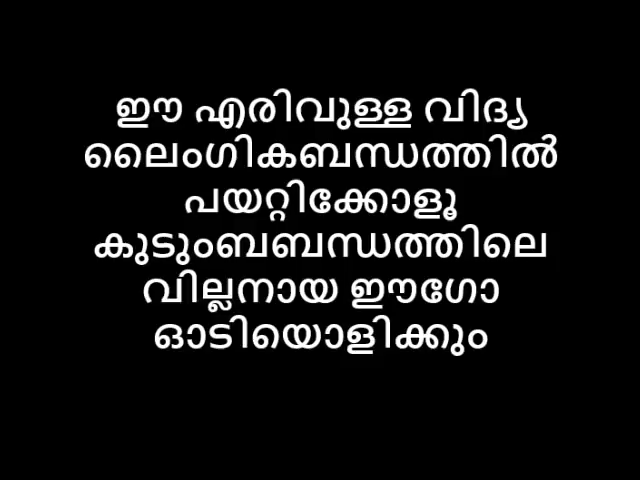 ഈ എരിവുള്ള വിദ്യ
ലൈംഗികബന്ധത്തിൽ
പയറ്റിക്കോളൂ
കുടുംബബന്ധത്തിലെ
വില്ലനായ ഈഗോ
ഓടിയൊളിക്കും